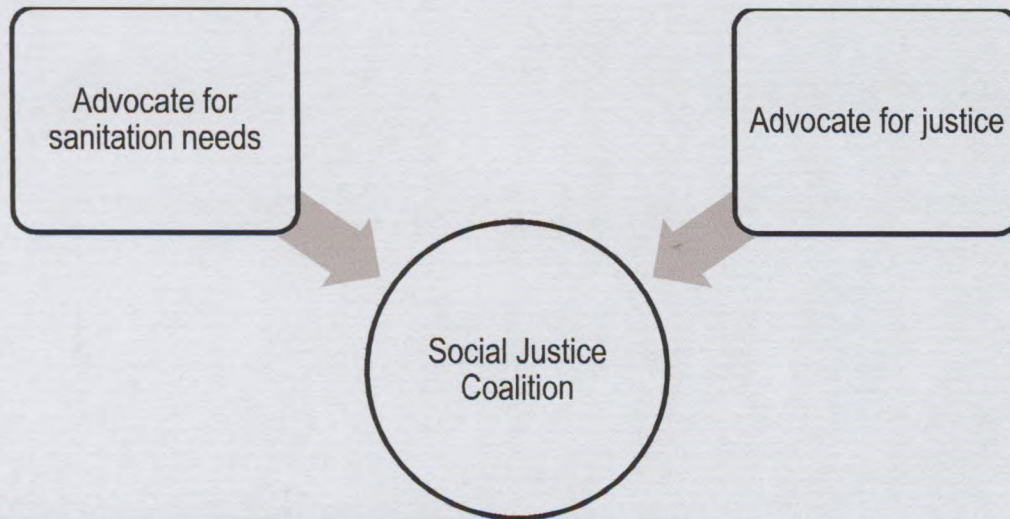 Advocate for
sanitation needs
Advocate for justice
Social Justice
Coalition